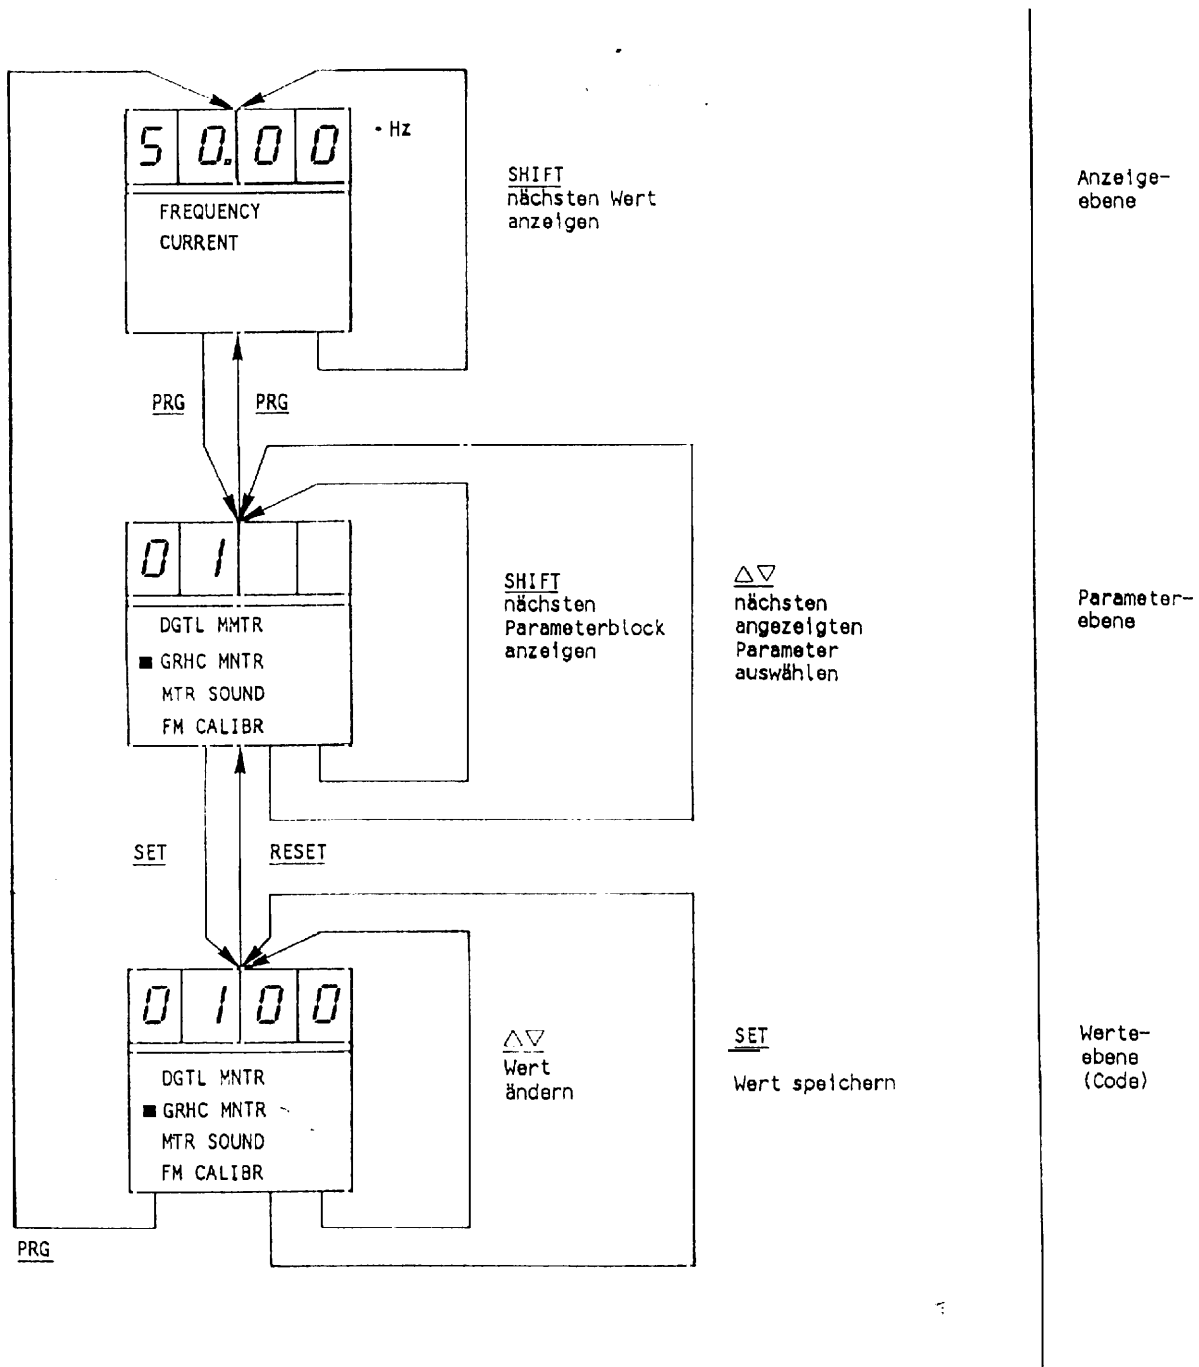 50.00
· Hz
FREQUENCY
CURRENT
SHIFT
nächsten Wert
anzeigen
Anzeige-
ebene
PRG
PRG
01
DGTL MMTR
■ GRHC MNTR
MTR SOUND
FM CALIBR
SHIFT
nächsten
Parameterblock
anzeigen
△▽
nächsten
angezeigten
Parameter
auswählen
Parameter-
ebene
SET
RESET
0100
DGTL MNTR
■ GRHC MNTR
MTR SOUND
FM CALIBR
△▽
Wert
ändern
SET
Wert speichern
Werte-
ebene
(Code)
PRG